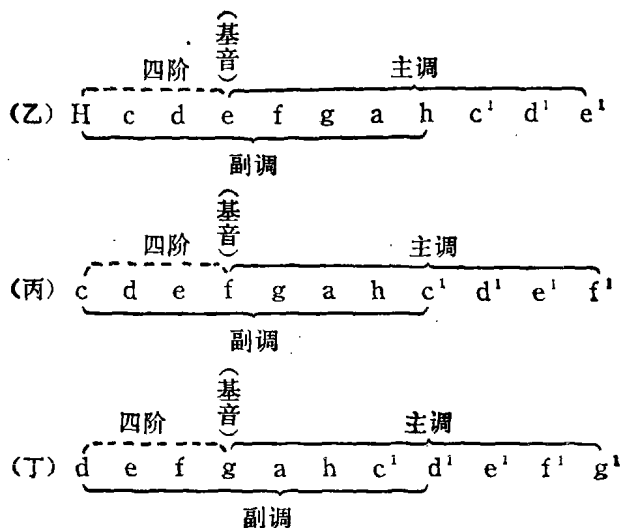 （基音）
四阶 主调
（乙） H c d e f g a h c¹ d¹ e¹
副调
（基音）
四阶 主调
（丙） c d e f g a h c¹ d¹ e¹ f¹
副调
（基音）
四阶 主调
（丁） d e f g a h c¹ d¹ e¹ f¹ g¹
副调